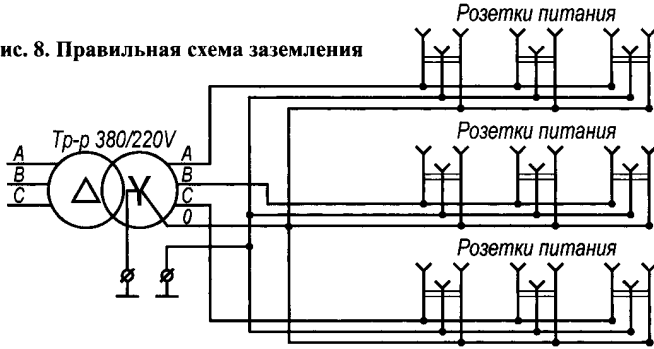 Розетки питания
ис. 8. Правильная схема заземления
Тр-р 380/220V
A
B
C
A
B
C
0
Розетки питания
Розетки питания